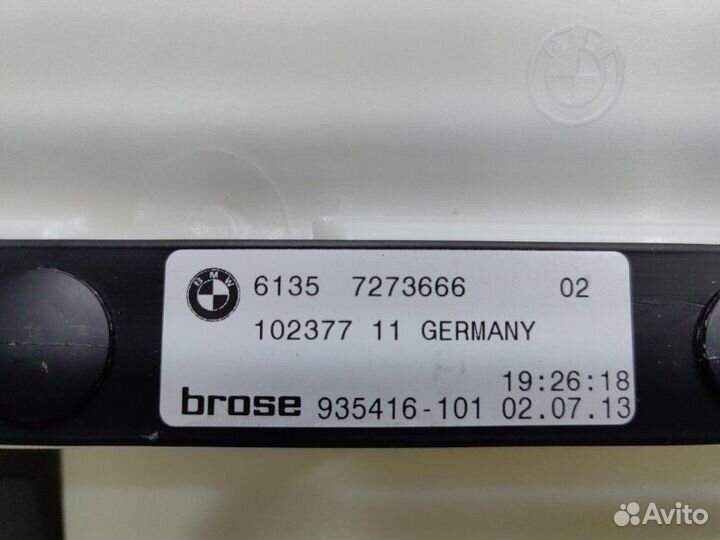 BMW
BMW
6135 7273666 02
102377 11 GERMANY
19:26:18
brose 935416-101 02.07.13
Avito